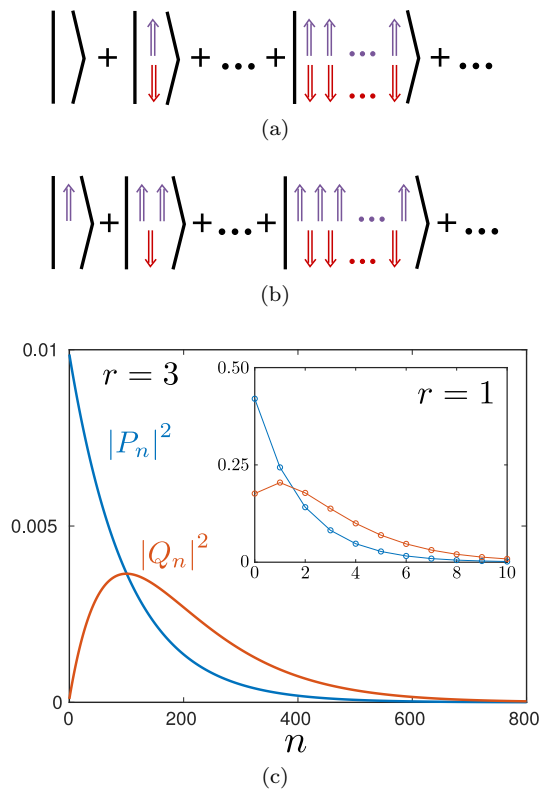 | ⟩ + | ⇑ ⟩ + ... + | ⇑ ⇑ ... ⇑ ⟩ + ...
⇓ ⇓ ⇓ ... ⇓
(a)
| ⇑ ⟩ + | ⇑ ⇑ ⟩ + ... + | ⇑ ⇑ ⇑ ... ⇑ ⟩ + ...
⇓ ⇓ ⇓ ... ⇓
(b)
0.01
r = 3
|P_n|^2
0.005
|Q_n|^2
0
0 200 400 600 800
n
0.50
r = 1
0.25
0
0 2 4 6 8 10
(c)